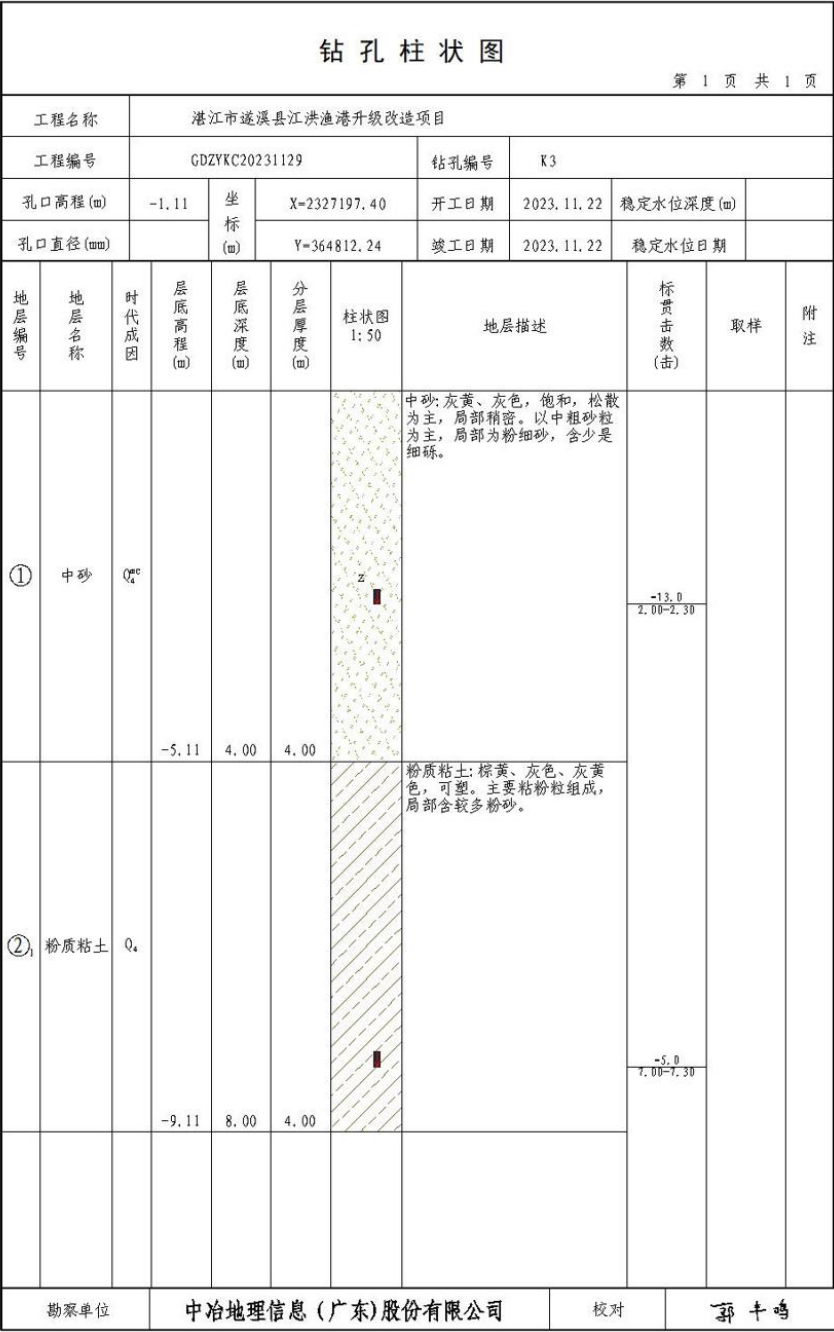 钻孔柱状图
第 1 页 共 1 页
工程名称 湛江市遂溪县江洪渔港升级改造项目
工程编号 GDZYKC20231129 钻孔编号 K3
孔口高程(m) -1.11 坐标(m) X=2327197.40 开工日期 2023.11.22 稳定水位深度(m)
孔口直径(mm) Y=364812.24 竣工日期 2023.11.22 稳定水位日期
地层编号 地层名称 时代成因 层底高程(m) 层底深度(m) 分层厚度(m) 柱状图 1:50 地层描述 标贯击数(击) 取样 附注
中砂:灰黄、灰色,饱和,松散
为主,局部稍密。以中粗砂粒
为主,局部为粉细砂,含少是
细砾。
① 中砂 Q4mc z
-13.0
2.00-2.30
-5.11 4.00 4.00
粉质粘土:棕黄、灰色、灰黄
色,可塑。主要粘粉粒组成,
局部含较多粉砂。
②1 粉质粘土 Q4
-5.0
7.00-7.30
-9.11 8.00 4.00
勘察单位 中冶地理信息(广东)股份有限公司 校对